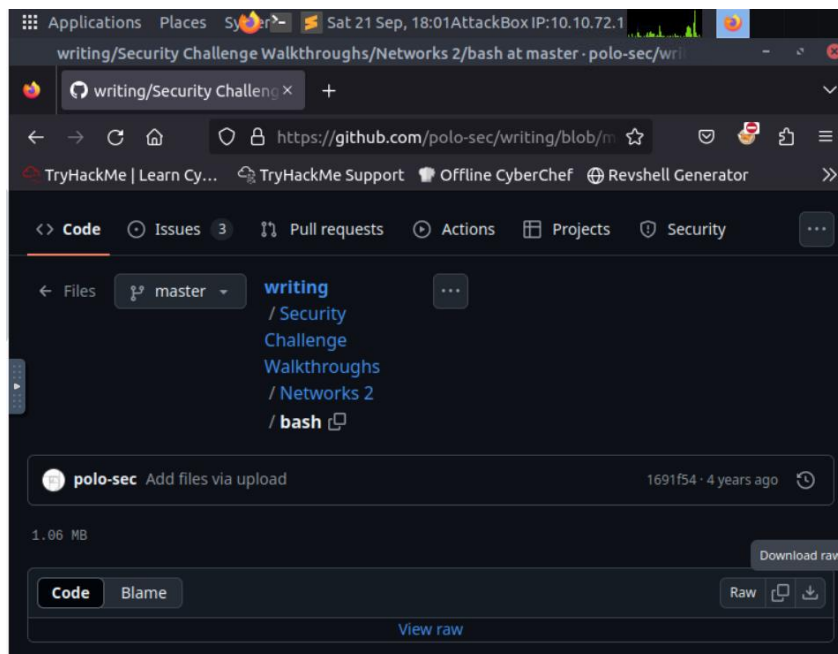 Applications Places Sat 21 Sep, 18:01 AttackBox IP:10.10.72.1
writing/Security Challenge Walkthroughs/Networks 2/bash at master · polo-sec/wri
writing/Security Challeng × +
https://github.com/polo-sec/writing/blob/m
TryHackMe | Learn Cy... TryHackMe Support Offline CyberChef Revshell Generator »
<> Code Issues 3 Pull requests Actions Projects Security ...
← Files master writing ...
/ Security
Challenge
Walkthroughs
/ Networks 2
/ bash
polo-sec Add files via upload 1691f54 · 4 years ago
1.06 MB
Download raw
Code Blame Raw
View raw